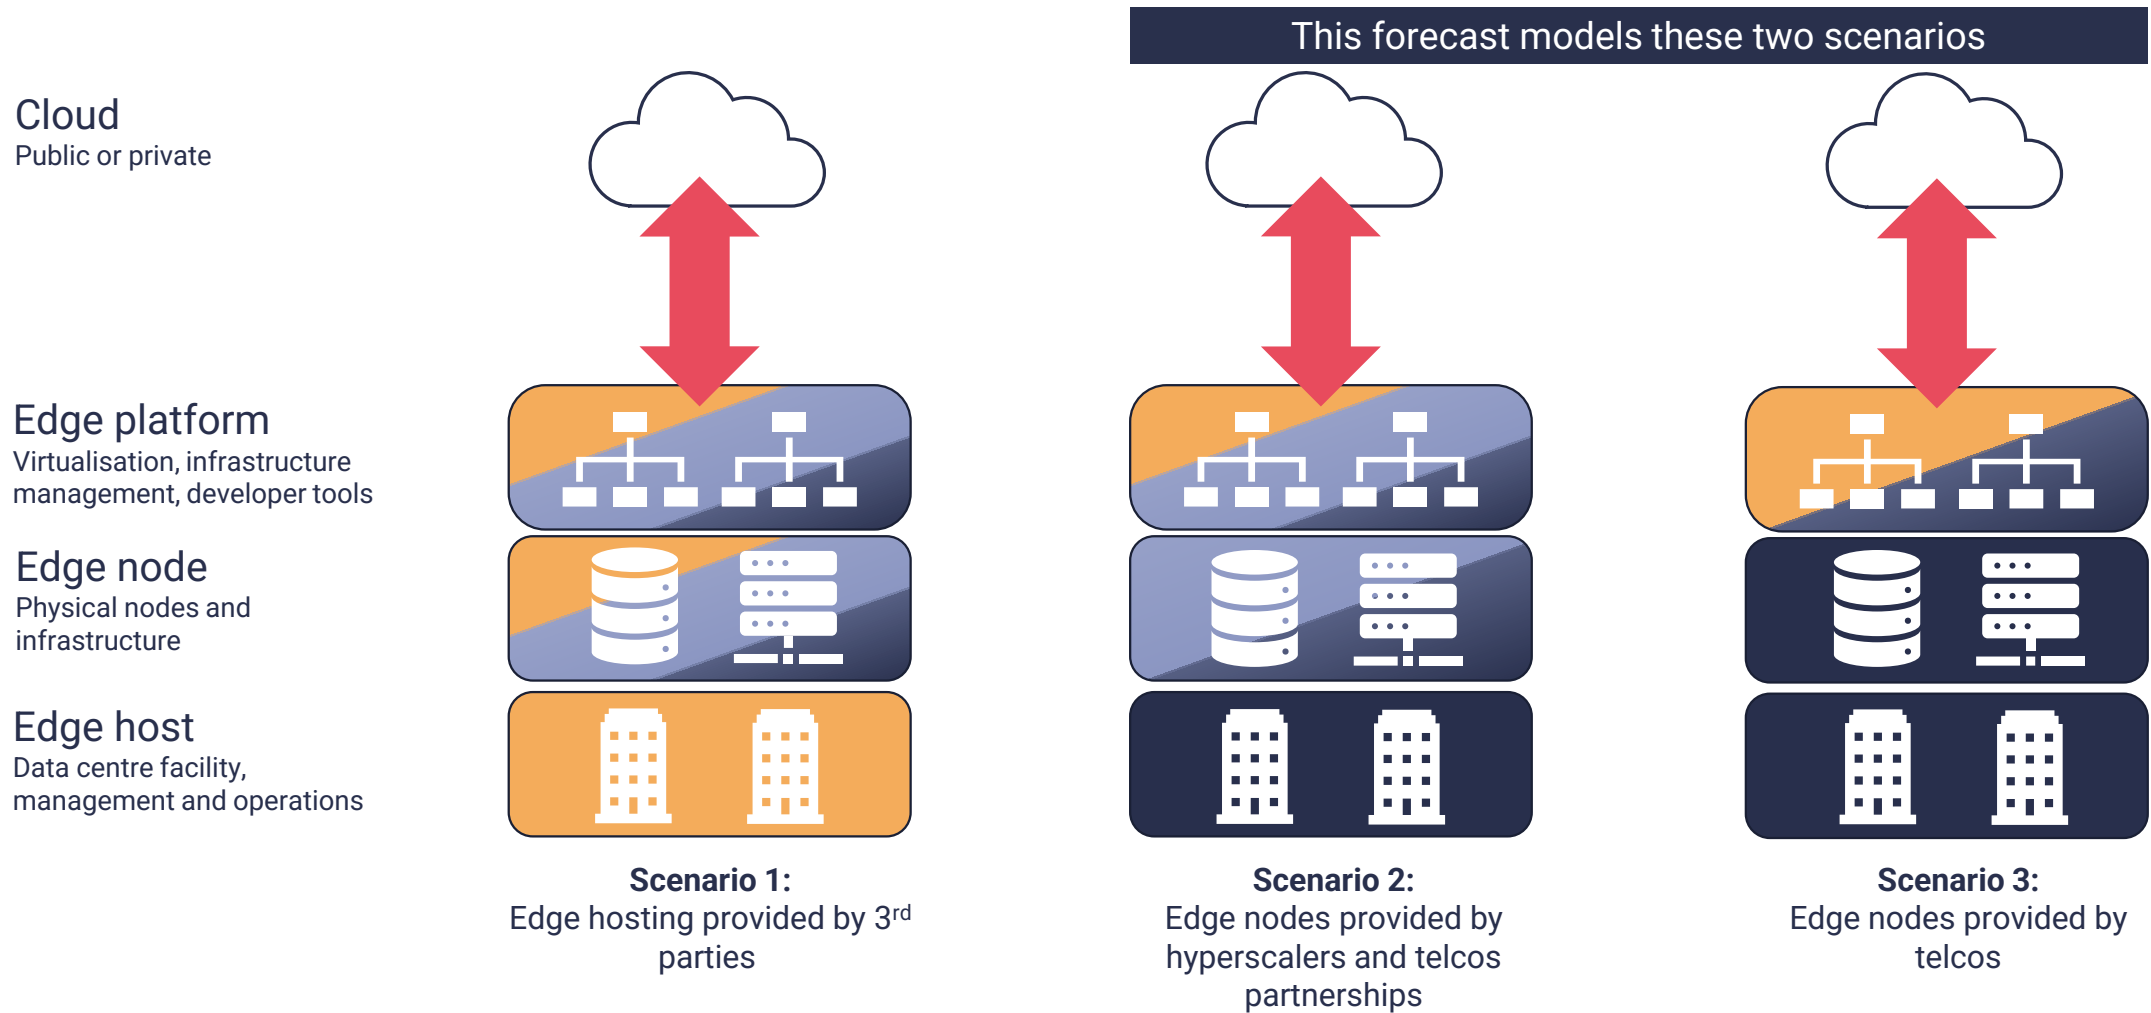 This forecast models these two scenarios
Cloud
Public or private
Edge platform
Virtualisation, infrastructure
management, developer tools
Edge node
Physical nodes and
infrastructure
Edge host
Data centre facility,
management and operations
Scenario 1:
Edge hosting provided by 3rd
parties
Scenario 2:
Edge nodes provided by
hyperscalers and telcos
partnerships
Scenario 3:
Edge nodes provided by
telcos